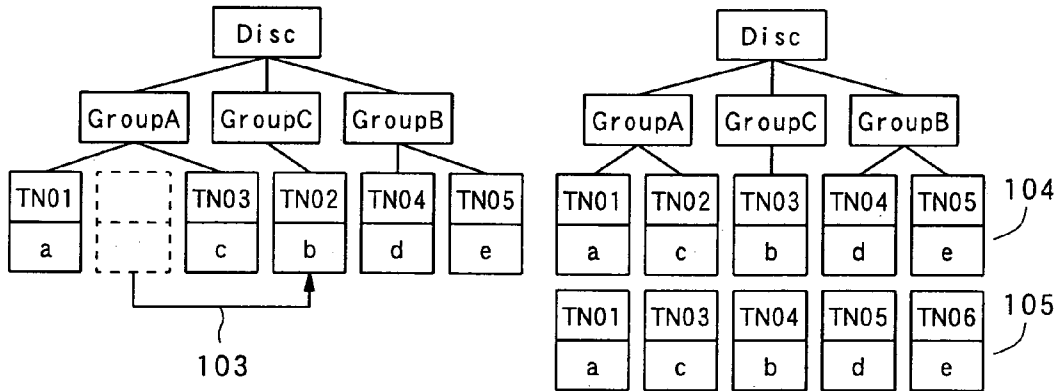 Disc
GroupA GroupC GroupB
TN01 TN03 TN02 TN04 TN05
a c b d e
103
Disc
GroupA GroupC GroupB
TN01 TN02 TN03 TN04 TN05
a c b d e
104
TN01 TN03 TN04 TN05 TN06
a c b d e
105